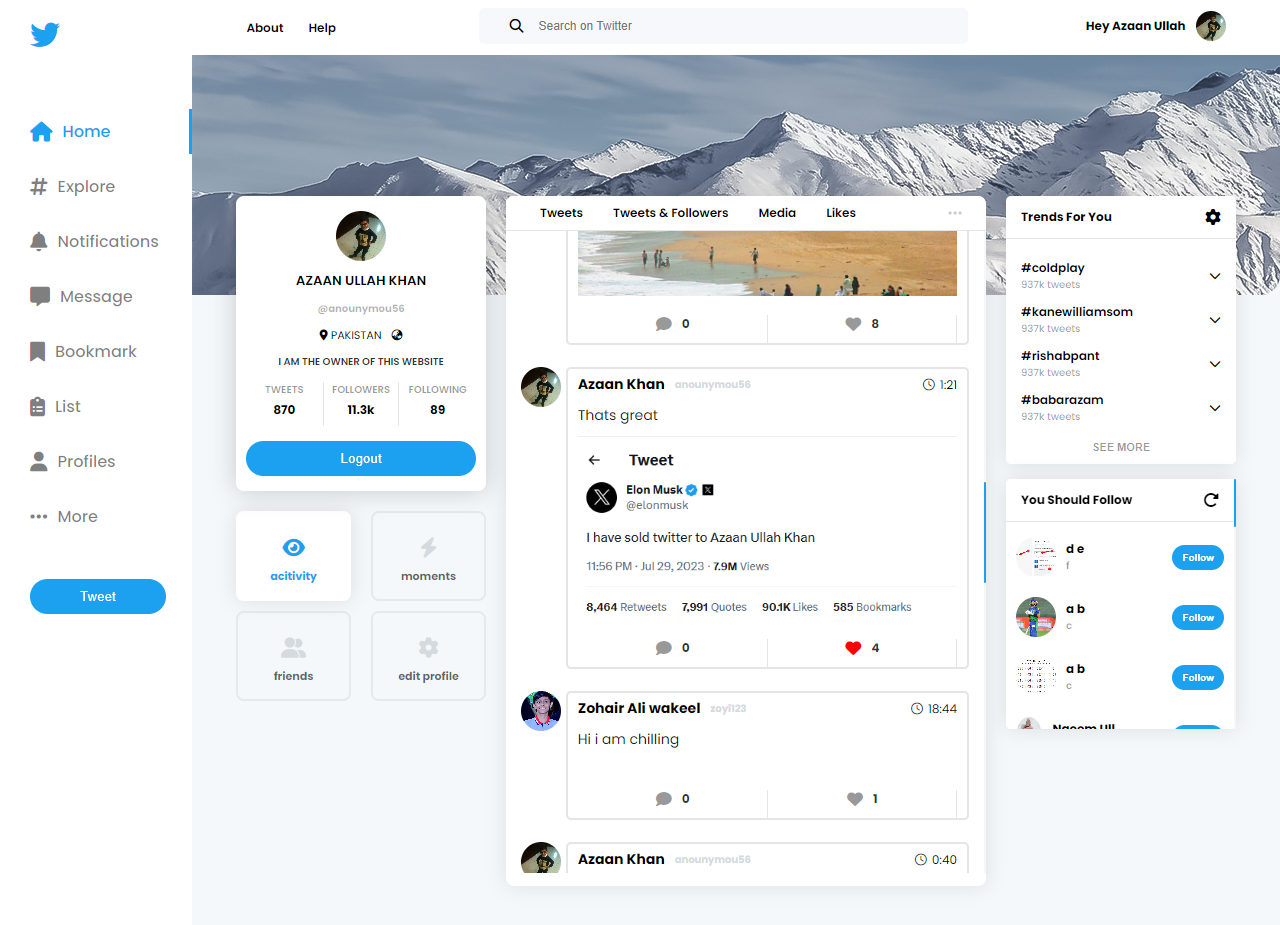 About Help Search on Twitter Hey Azaan Ullah
Home
Explore
Notifications
Message
Bookmark
List
Profiles
More
Tweet
AZAAN ULLAH KHAN
@anounymou56
PAKISTAN
I AM THE OWNER OF THIS WEBSITE
TWEETS FOLLOWERS FOLLOWING
870 11.3k 89
Logout
acitivity moments
friends edit profile
Tweets Tweets & Followers Media Likes
0 8
Azaan Khan anounymou56 1:21
Thats great
Tweet
Elon Musk
@elonmusk
I have sold twitter to Azaan Ullah Khan
11:56 PM · Jul 29, 2023 · 7.9M Views
8,464 Retweets 7,991 Quotes 90.1K Likes 585 Bookmarks
0 4
Zohair Ali wakeel zoyl123 18:44
Hi i am chilling
0 1
Azaan Khan anounymou56 0:40
Trends For You
#coldplay
937k tweets
#kanewilliamsom
937k tweets
#rishabpant
937k tweets
#babarazam
937k tweets
SEE MORE
You Should Follow
d e
f
Follow
a b
c
Follow
a b
c
Follow
Naeem Ull